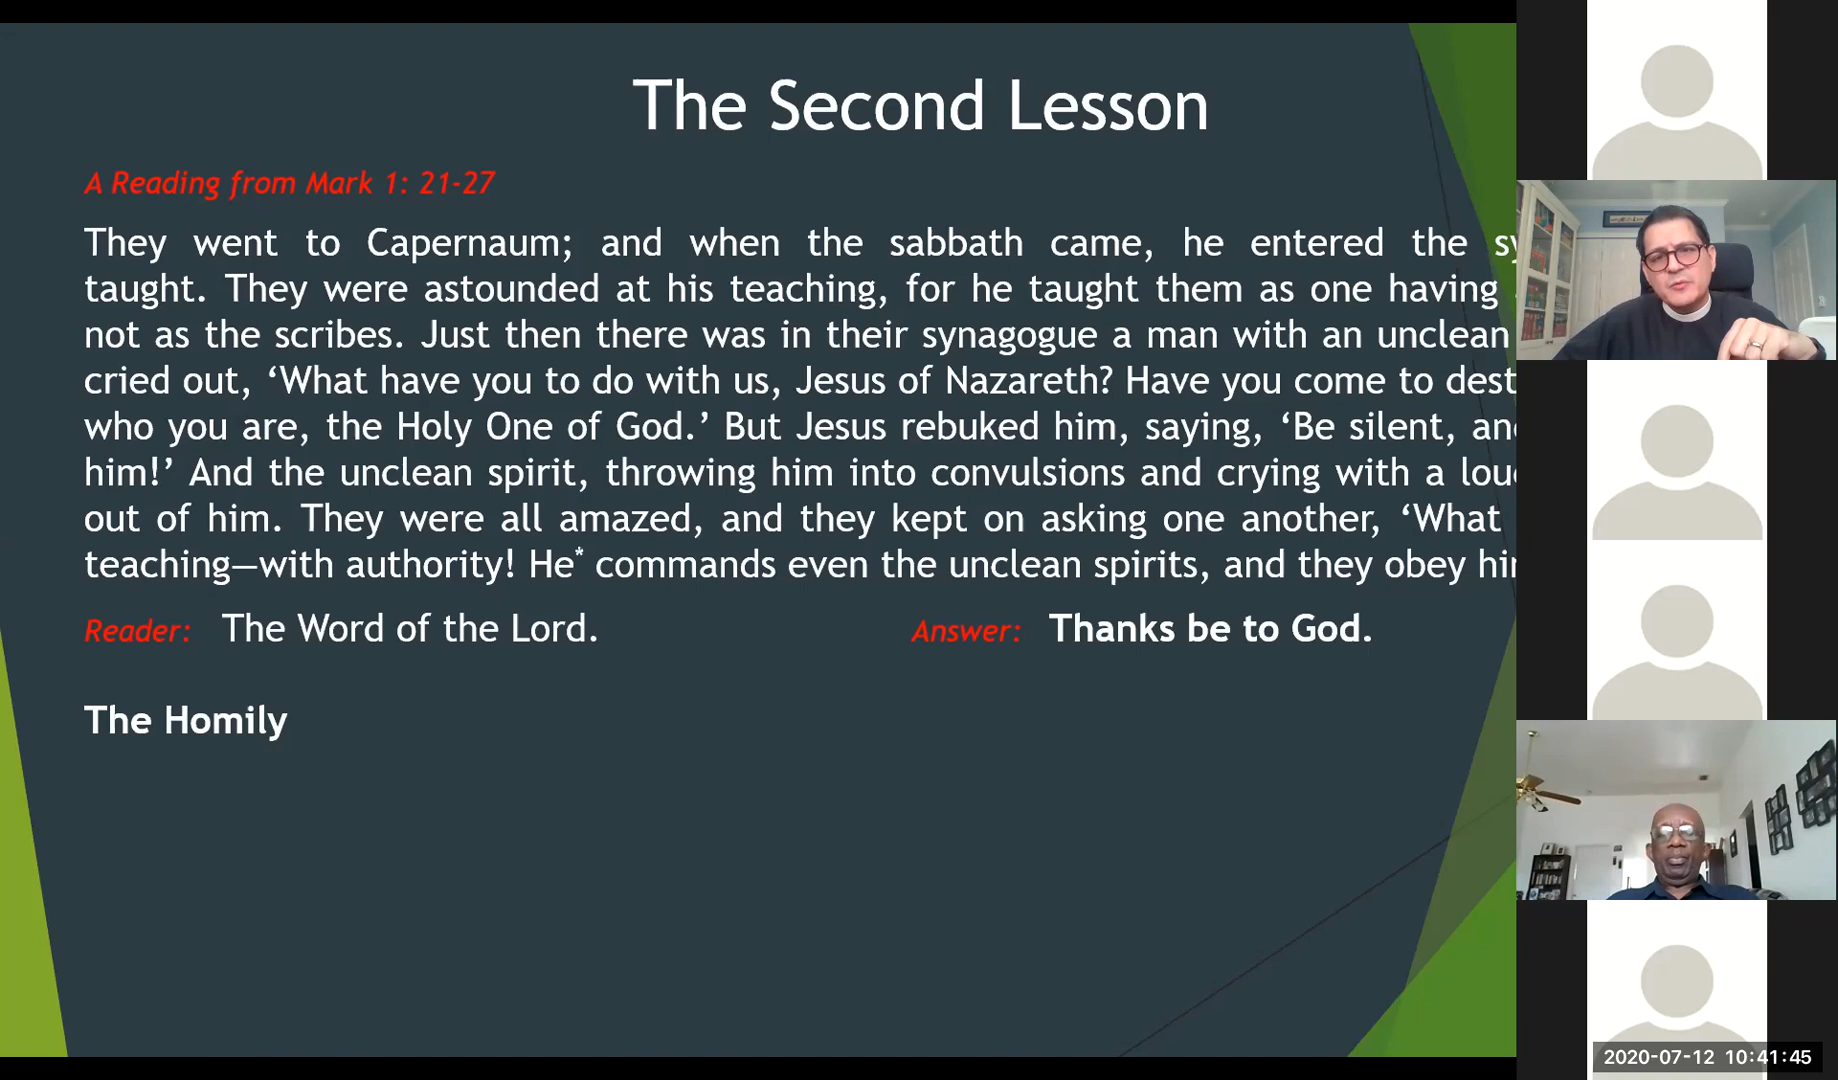 The Second Lesson
A Reading from Mark 1: 21-27
They went to Capernaum; and when the sabbath came, he entered the
taught. They were astounded at his teaching, for he taught them as one having
not as the scribes. Just then there was in their synagogue a man with an unclean
cried out, ‘What have you to do with us, Jesus of Nazareth? Have you come to
who you are, the Holy One of God.’ But Jesus rebuked him, saying, ‘Be silent,
him!’ And the unclean spirit, throwing him into convulsions and crying with a
out of him. They were all amazed, and they kept on asking one another, ‘What
teaching—with authority! He* commands even the unclean spirits, and they obey
Reader: The Word of the Lord. Answer: Thanks be to God.
The Homily
2020-07-12 10:41:45